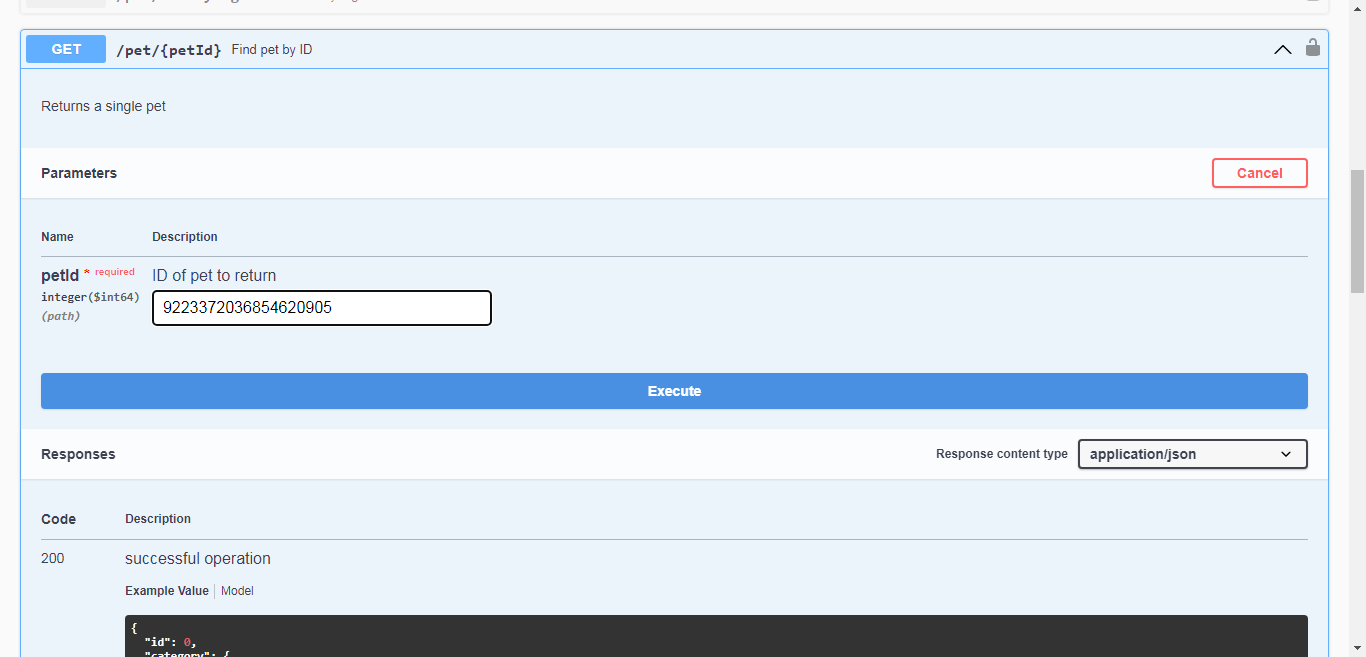 GET /pet/{petId} Find pet by ID
Returns a single pet
Parameters
Cancel
Name Description
petId * required
integer($int64)
(path)
ID of pet to return
9223372036854620905
Execute
Responses
Response content type application/json
Code Description
200 successful operation
Example Value Model
{
"id": 0,
"category": {